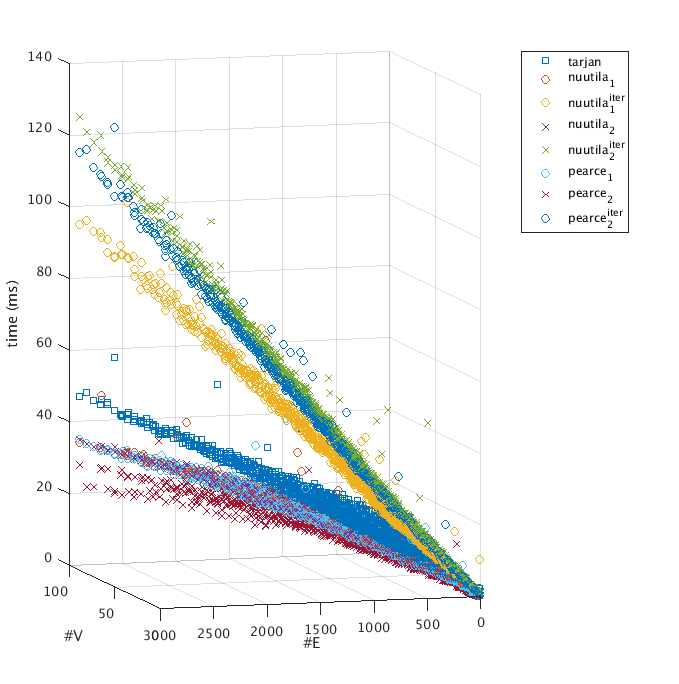 140
120
100
80
60
40
20
0
time (ms)
100
50
#V
3000
2500
2000
1500
1000
500
0
#E
tarjan
nuutila₁
nuutila₁ⁱᵗᵉʳ
nuutila₂
nuutila₂ⁱᵗᵉʳ
pearce₁
pearce₂
pearce₂ⁱᵗᵉʳ